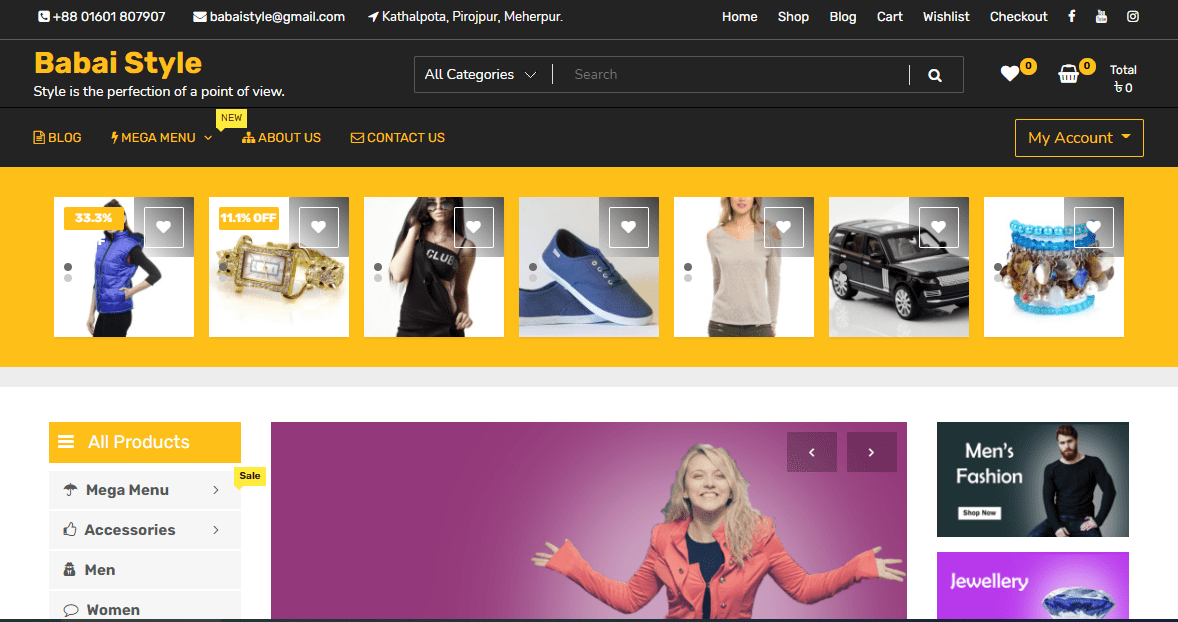 +88 01601 807907 babaistyle@gmail.com Kathalpota, Pirojpur, Meherpur. Home Shop Blog Cart Wishlist Checkout
Babai Style
Style is the perfection of a point of view.
All Categories Search 0 0 Total
৳ 0
NEW
BLOG MEGA MENU ABOUT US CONTACT US My Account
33.3%
F
11.1% OFF
CLUB
All Products
Sale
Mega Menu
Accessories
Men
Women
Men's
Fashion
Shop Now
Jewellery